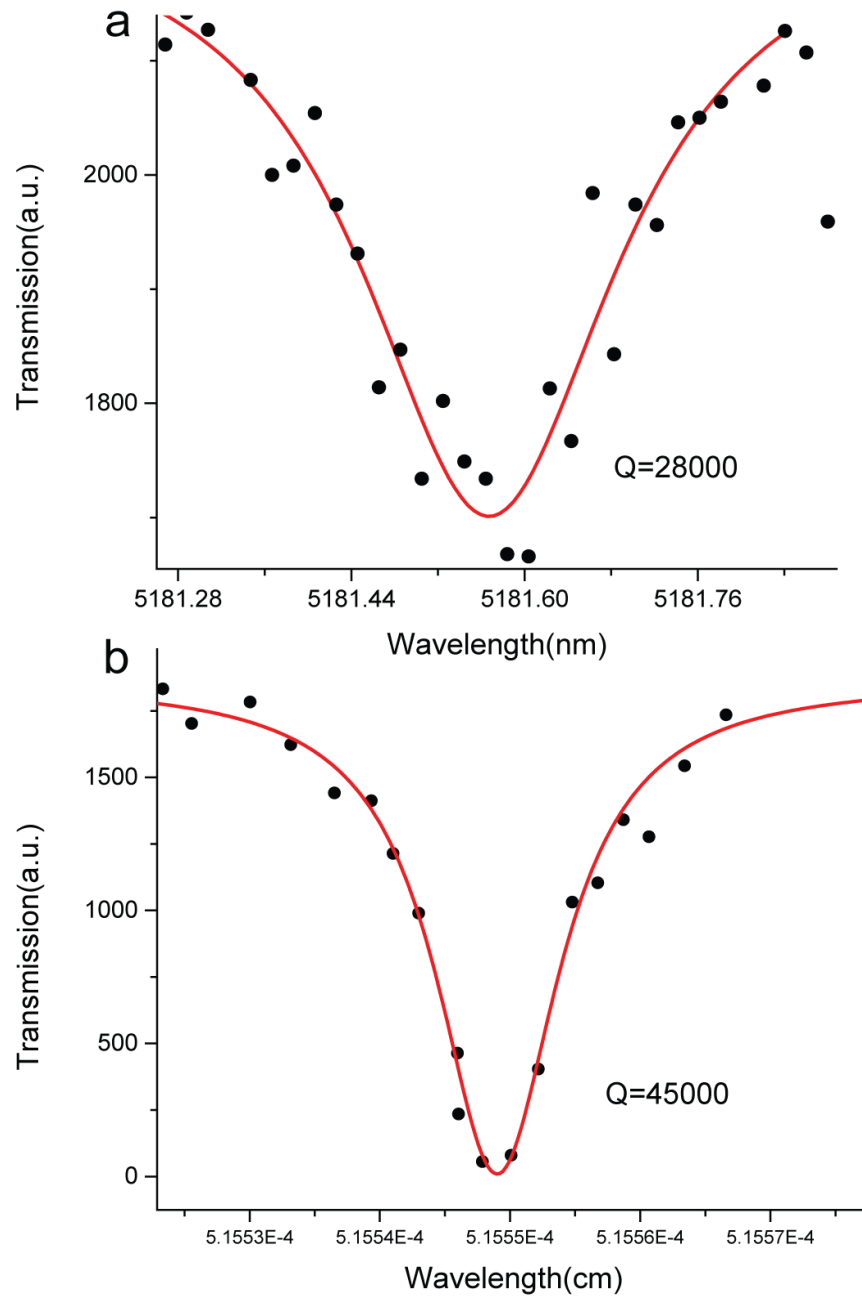 a
Transmission(a.u.)
2000
1800
Q=28000
5181.28 5181.44 5181.60 5181.76
Wavelength(nm)
b
Transmission(a.u.)
1500
1000
500
0
Q=45000
5.1553E-4 5.1554E-4 5.1555E-4 5.1556E-4 5.1557E-4
Wavelength(cm)